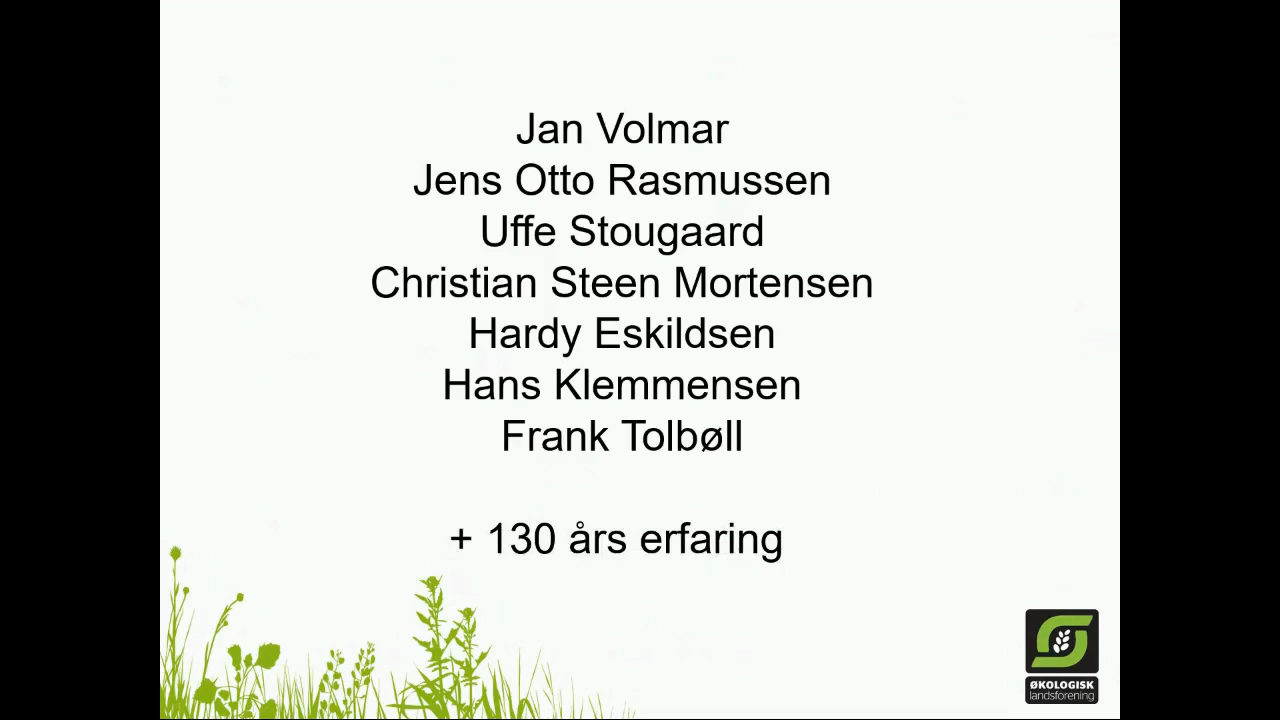 Jan Volmar
Jens Otto Rasmussen
Uffe Stougaard
Christian Steen Mortensen
Hardy Eskildsen
Hans Klemmensen
Frank Tolbøll
+ 130 års erfaring
ØKOLOGISK
landsforening